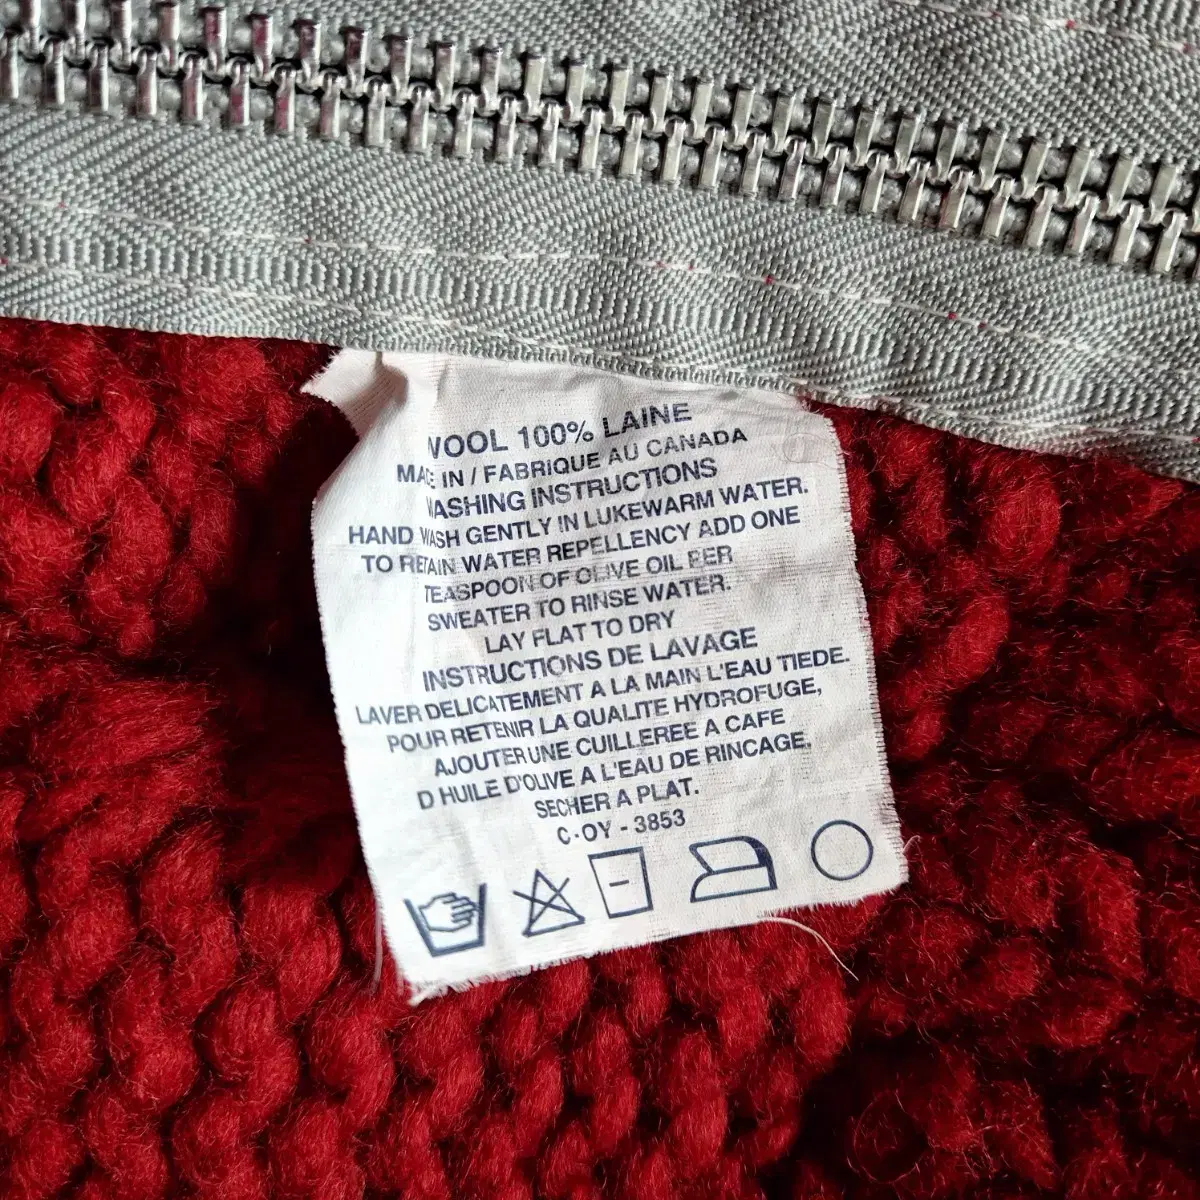 WOOL 100% LAINE
MADE IN / FABRIQUE AU CANADA
WASHING INSTRUCTIONS
HAND WASH GENTLY IN LUKEWARM WATER.
TO RETAIN WATER REPELLENCY ADD ONE
TEASPOON OF OLIVE OIL PER
SWEATER TO RINSE WATER.
LAY FLAT TO DRY
INSTRUCTIONS DE LAVAGE
LAVER DELICATEMENT A LA MAIN L'EAU TIEDE.
POUR RETENIR LA QUALITE HYDROFUGE,
AJOUTER UNE CUILLEREE A CAFE
D HUILE D'OLIVE A L'EAU DE RINCAGE.
SECHER A PLAT.
C-OY - 3853